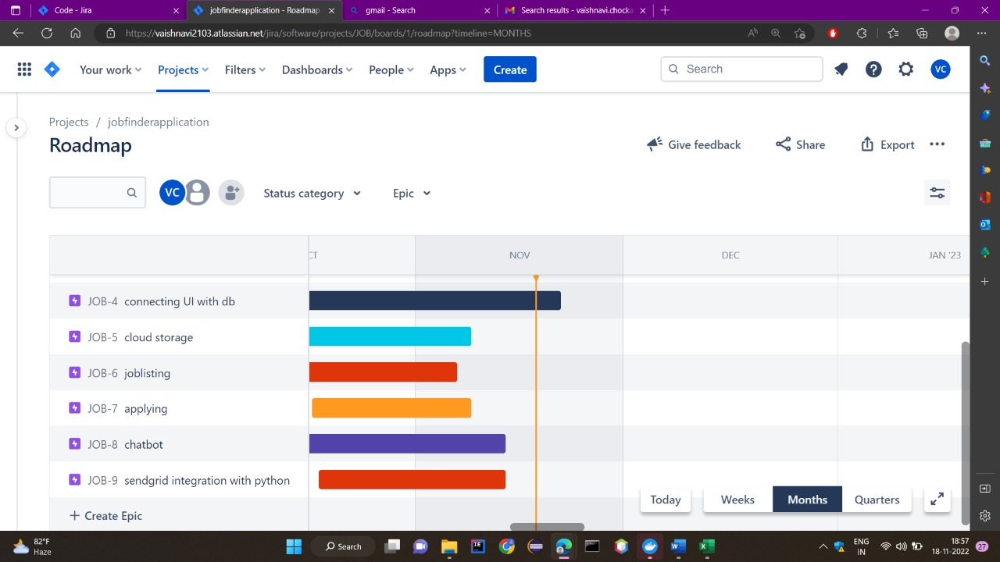 Code - Jira
jobfinderapplication - Roadmap
gmail - Search
Search results - vaishnavi.chocka
https://vaishnavi2103.atlassian.net/jira/software/projects/JOB/boards/1/roadmap?timeline=MONTHS
Your work
Projects
Filters
Dashboards
People
Apps
Create
Search
VC
Projects / jobfinderapplication
Roadmap
Give feedback
Share
Export
VC
Status category
Epic
CT
NOV
DEC
JAN '23
JOB-4 connecting UI with db
JOB-5 cloud storage
JOB-6 joblisting
JOB-7 applying
JOB-8 chatbot
JOB-9 sendgrid integration with python
Today
Weeks
Months
Quarters
+ Create Epic
82°F
Haze
Search
ENG
IN
18:57
18-11-2022
27